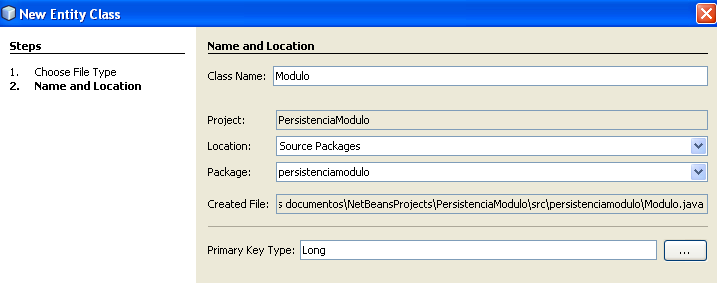 New Entity Class
Steps
1. Choose File Type
2. Name and Location
Name and Location
Class Name: Modulo
Project: PersistenciaModulo
Location: Source Packages
Package: persistenciamodulo
Created File: s documentos\NetBeansProjects\PersistenciaModulo\src\persistenciamodulo\Modulo.java
Primary Key Type: Long ...